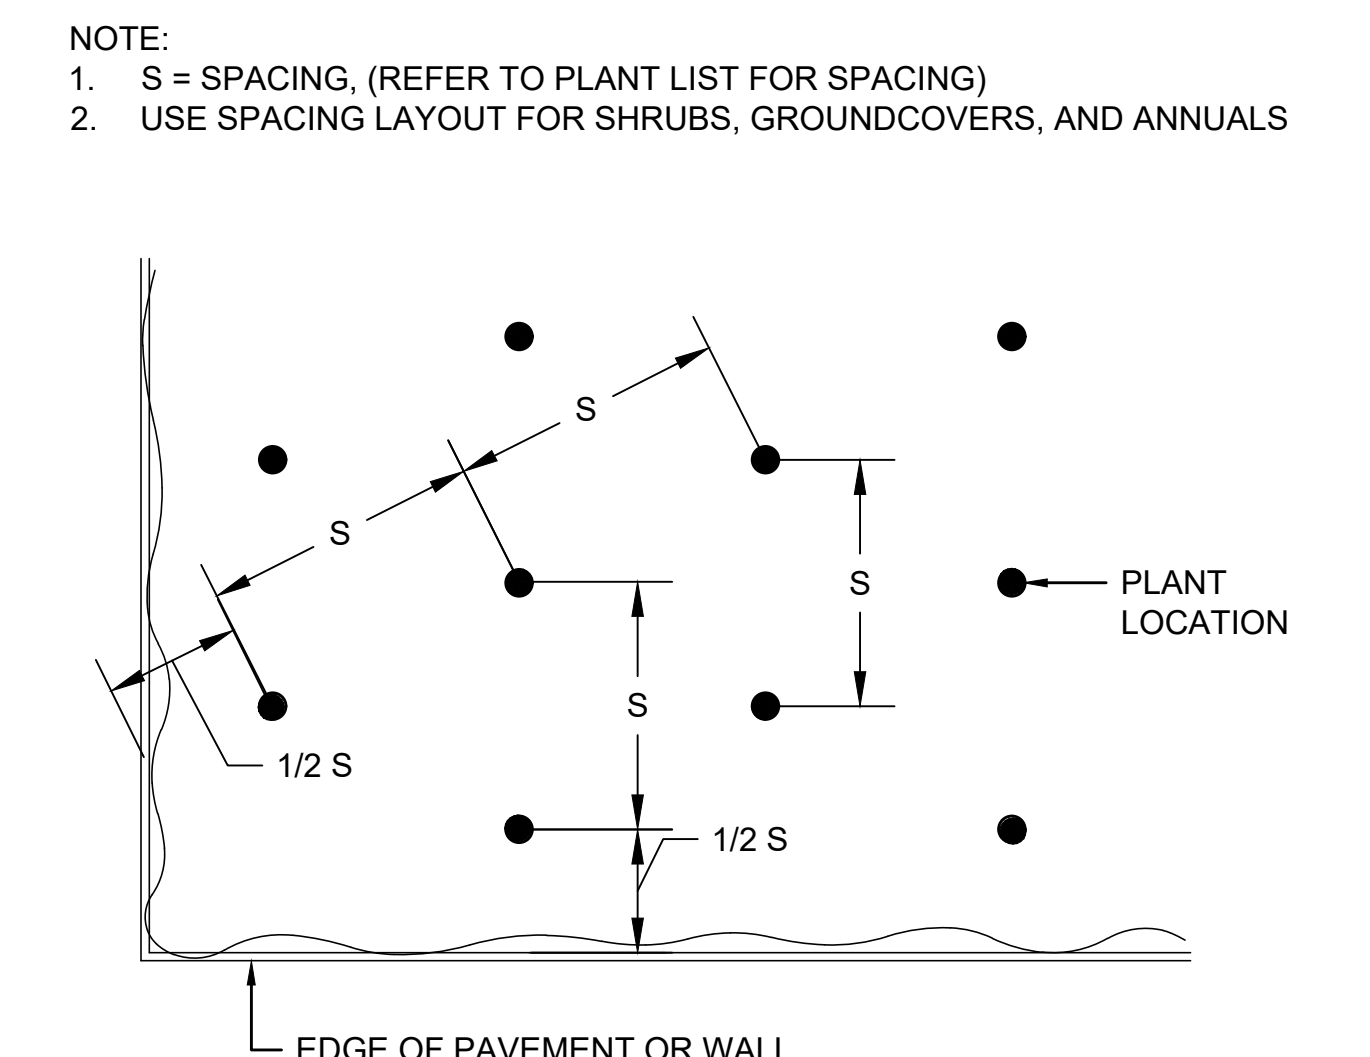 NOTE:
1. S = SPACING, (REFER TO PLANT LIST FOR SPACING)
2. USE SPACING LAYOUT FOR SHRUBS, GROUNDCOVERS, AND ANNUALS
S
S
S
PLANT
LOCATION
S
1/2 S
1/2 S
EDGE OF PAVEMENT OR WALL